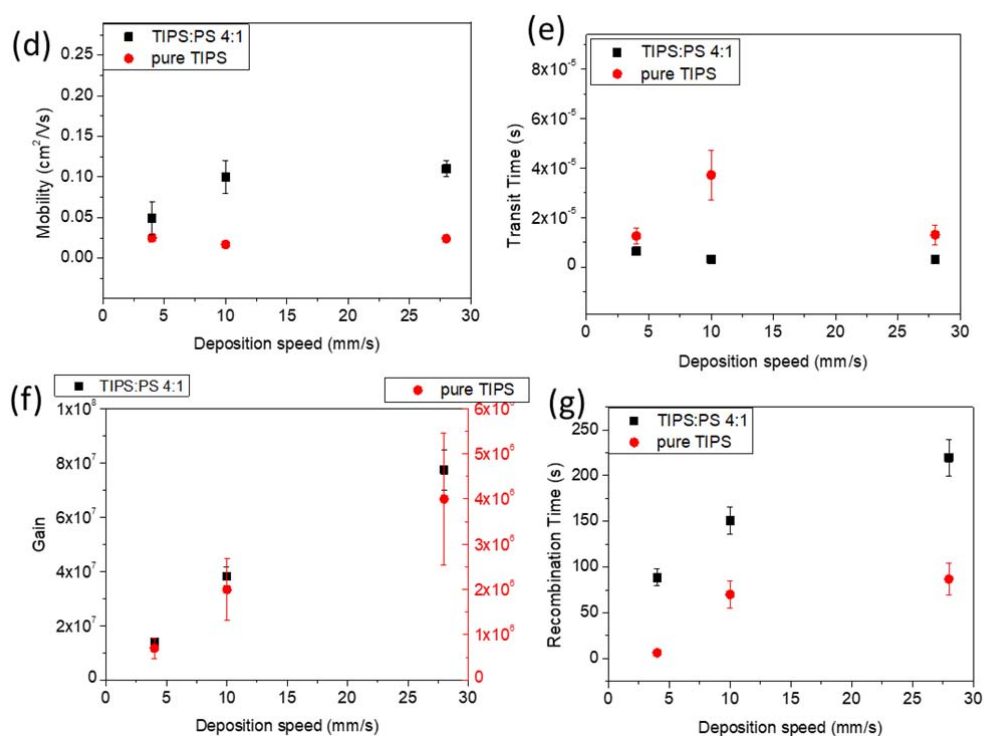 (d)
TIPS:PS 4:1
pure TIPS
0.25
0.20
0.15
0.10
0.05
0.00
Mobility (cm²/Vs)
0 5 10 15 20 25 30
Deposition speed (mm/s)
(e)
TIPS:PS 4:1
pure TIPS
8x10⁻⁵
6x10⁻⁵
4x10⁻⁵
2x10⁻⁵
0
Transit Time (s)
0 5 10 15 20 25 30
Deposition speed (mm/s)
(f)
TIPS:PS 4:1
pure TIPS
1x10⁸
8x10⁷
6x10⁷
4x10⁷
2x10⁷
0
Gain
5x10⁶
4x10⁶
3x10⁶
2x10⁶
1x10⁶
0
0 5 10 15 20 25 30
Deposition speed (mm/s)
(g)
TIPS:PS 4:1
pure TIPS
250
200
150
100
50
0
Recombination Time (s)
0 5 10 15 20 25 30
Deposition speed (mm/s)